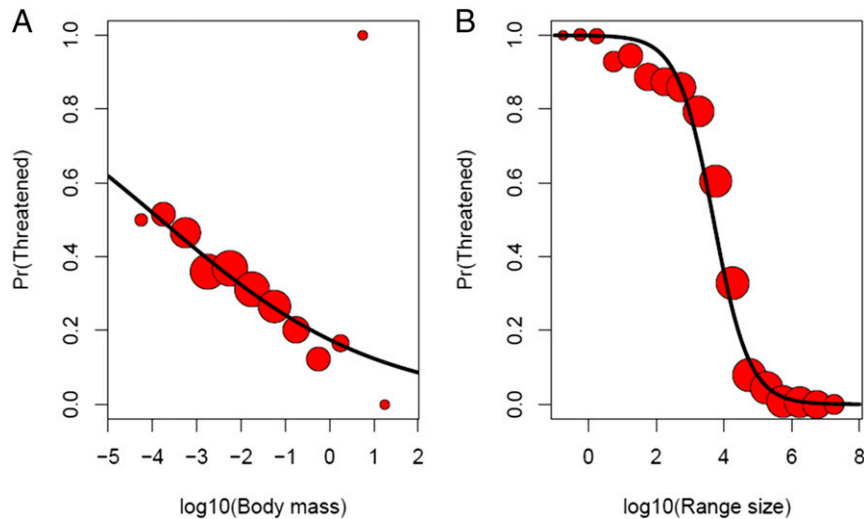 A
B
1.0
0.8
0.6
0.4
0.2
0.0
Pr(Threatened)
−5 −4 −3 −2 −1 0 1 2
log10(Body mass)
1.0
0.8
0.6
0.4
0.2
0.0
Pr(Threatened)
0 2 4 6 8
log10(Range size)